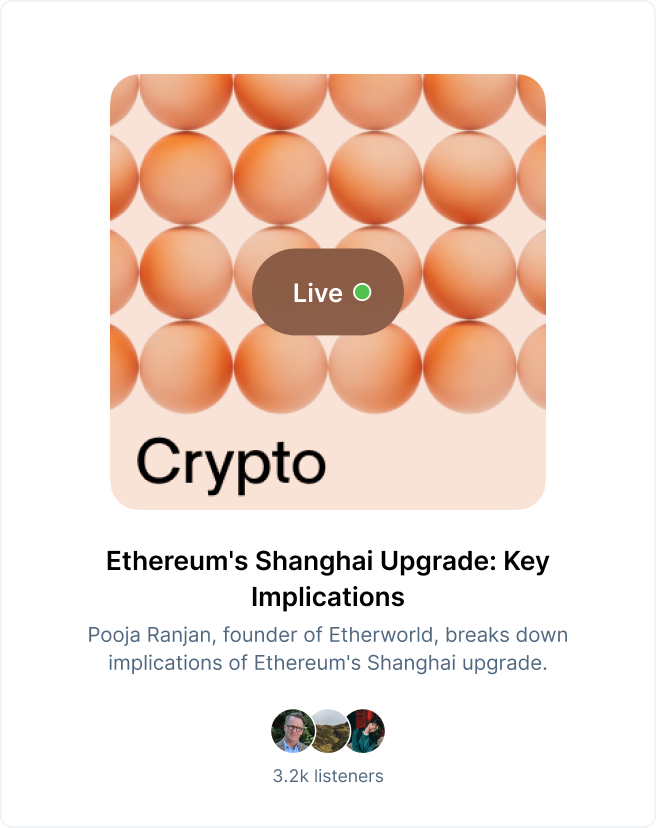 Live
Crypto
Ethereum's Shanghai Upgrade: Key
Implications
Pooja Ranjan, founder of Etherworld, breaks down
implications of Ethereum's Shanghai upgrade.
3.2k listeners